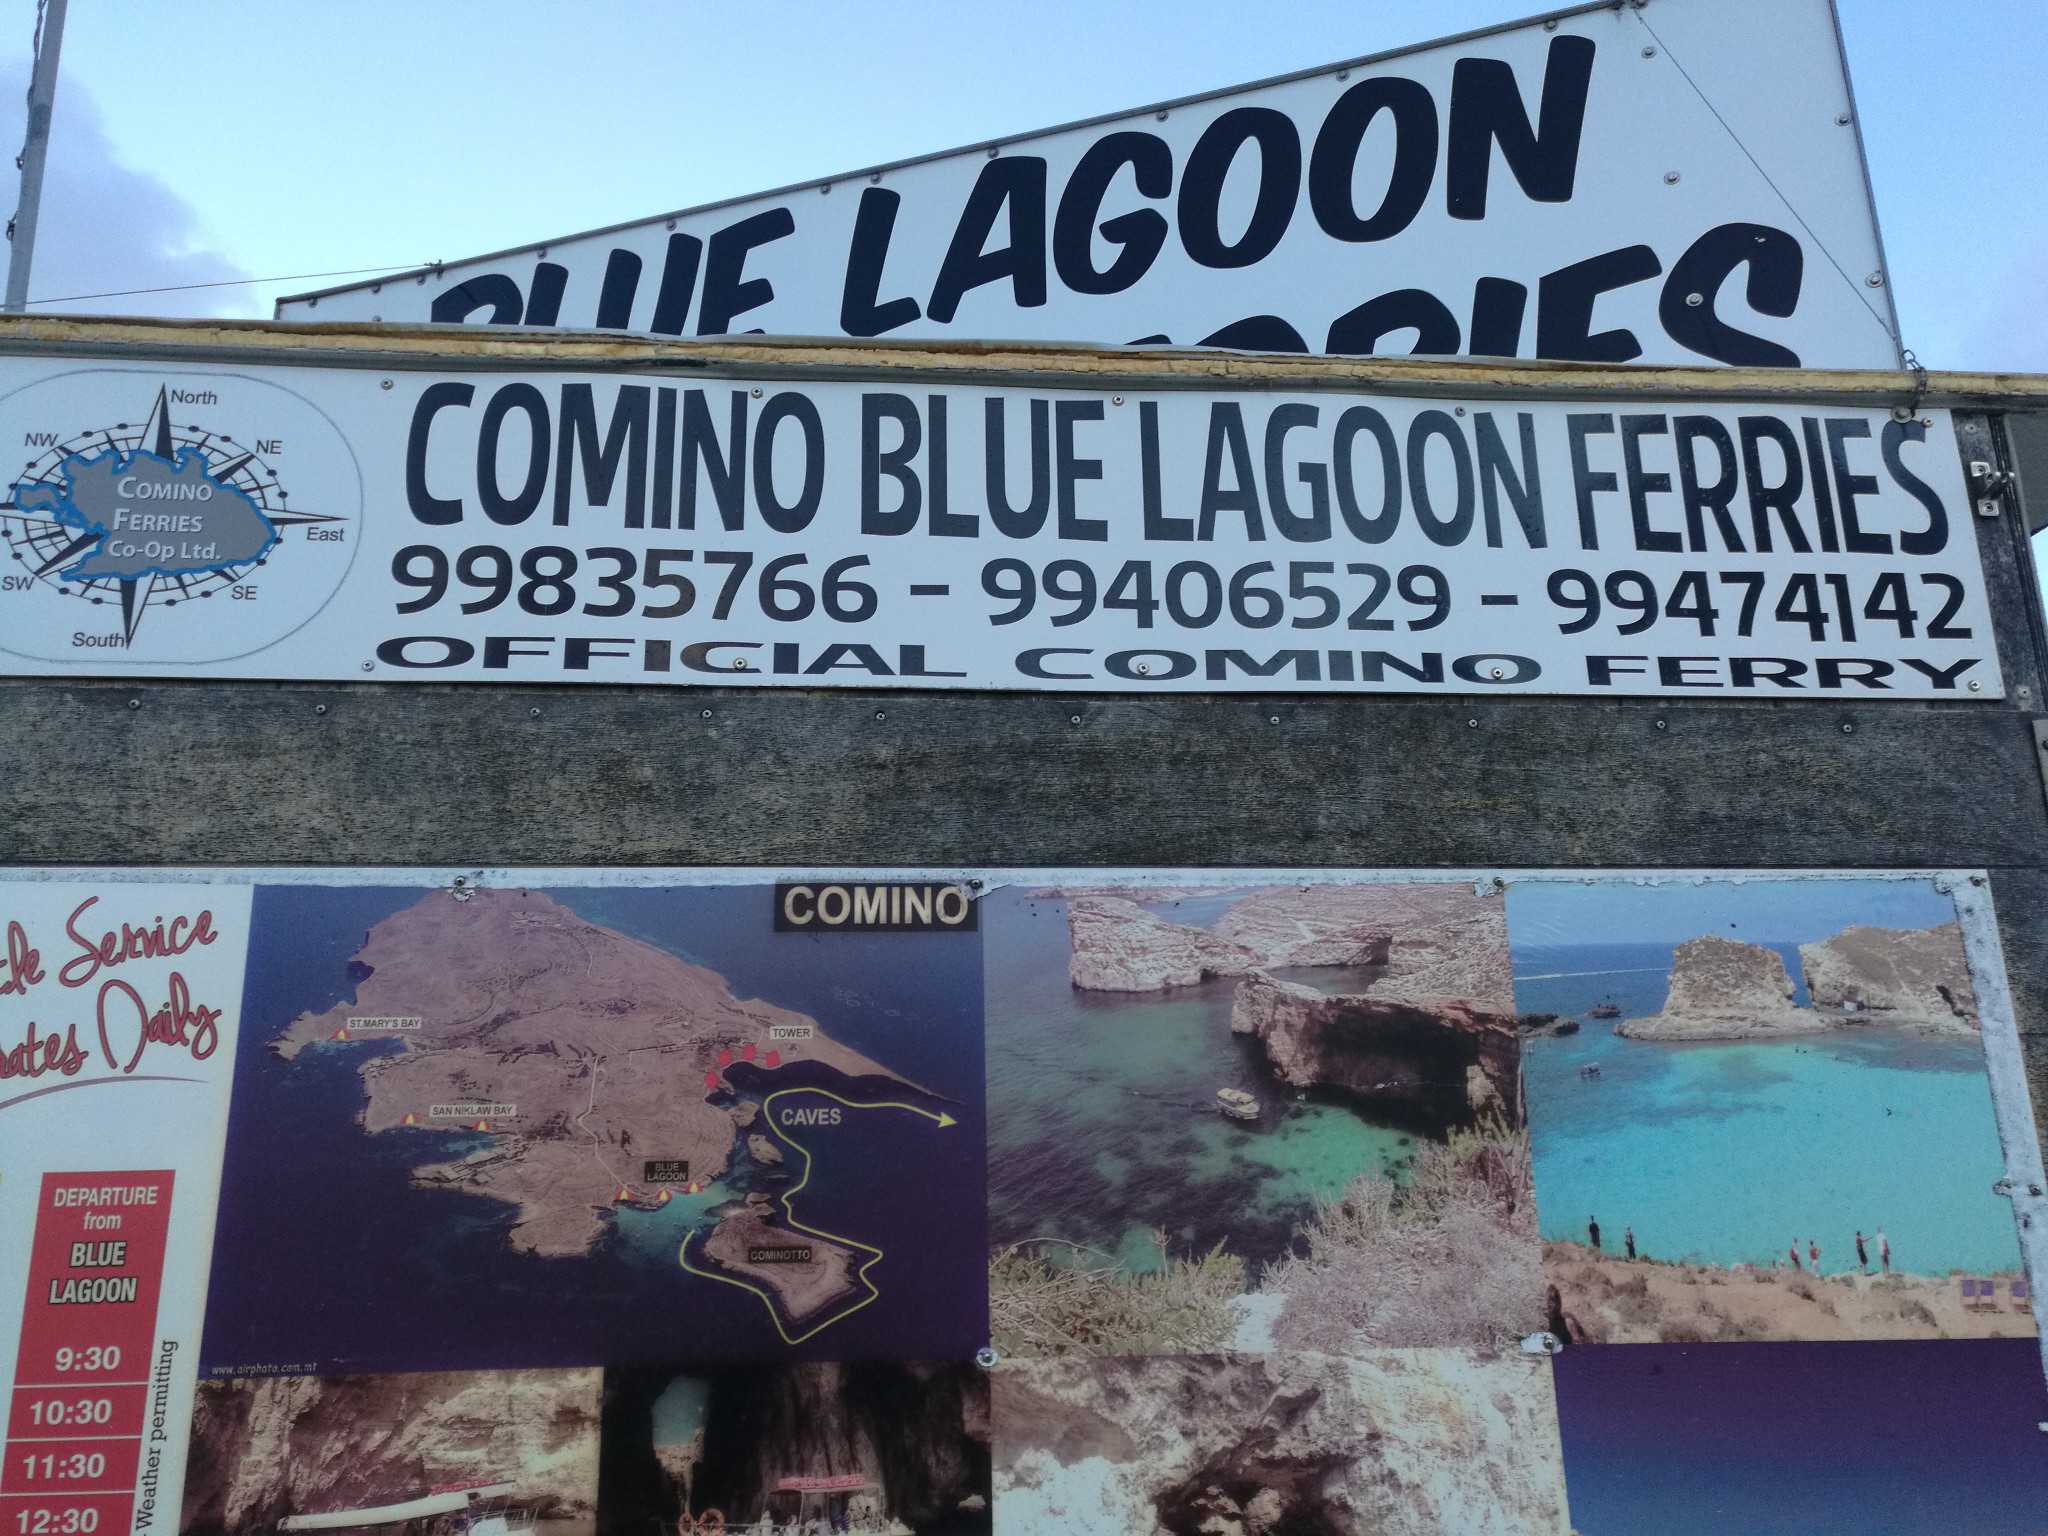 BLUE LAGOON
North
NW
NE
COMINO
FERRIES
Co-Op Ltd.
East
SW
SE
South
COMINO BLUE LAGOON FERRIES
99835766 - 99406529 - 99474142
OFFICIAL COMINO FERRY
Service
Daily
DEPARTURE
from
BLUE
LAGOON
9:30
10:30
11:30
12:30
Weather permitting
COMINO
ST.MARY'S BAY
TOWER
SAN NIKLAW BAY
CAVES
BLUE
LAGOON
COMINOTTO
www.airphoto.com.mt